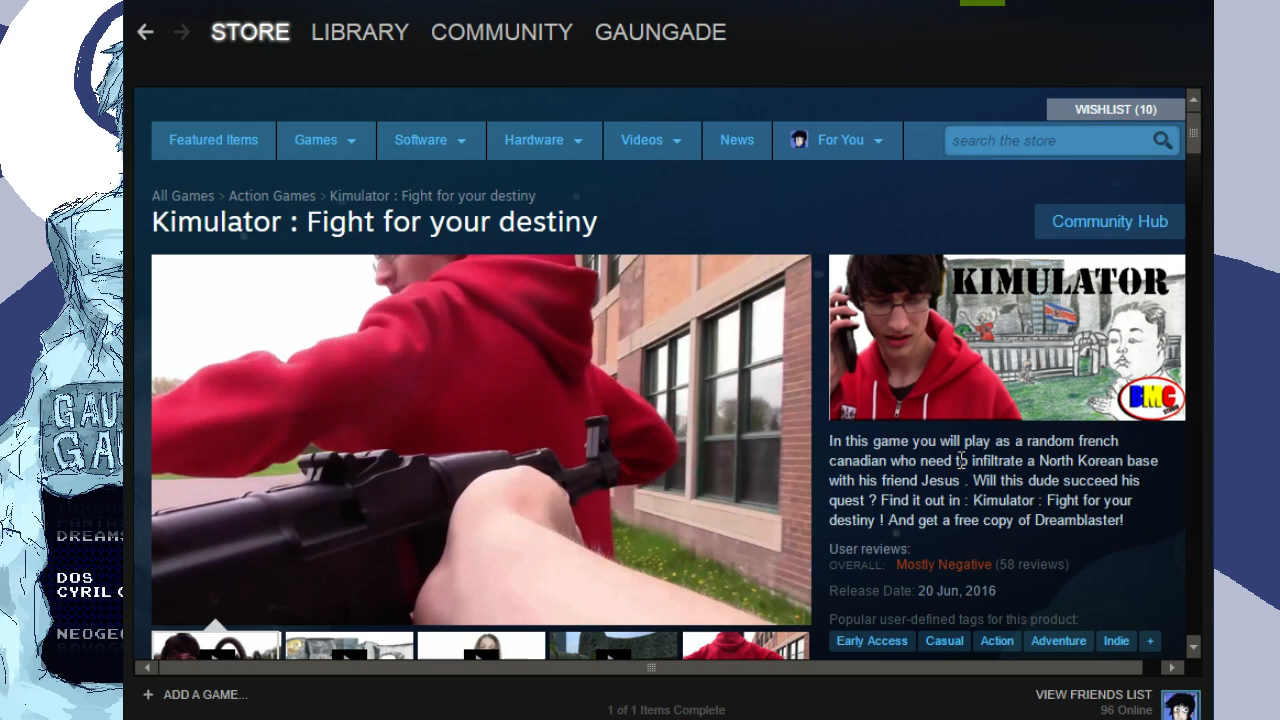 STORE LIBRARY COMMUNITY GAUNGADE
WISHLIST (10)
Featured Items Games Software Hardware Videos News For You search the store
All Games > Action Games > Kimulator : Fight for your destiny
Kimulator : Fight for your destiny
Community Hub
KIMULATOR
BMC
In this game you will play as a random french
canadian who need to infiltrate a North Korean base
with his friend Jesus . Will this dude succeed his
quest ? Find it out in : Kimulator : Fight for your
destiny ! And get a free copy of Dreamblaster!
User reviews:
OVERALL: Mostly Negative (58 reviews)
Release Date: 20 Jun, 2016
Popular user-defined tags for this product:
Early Access Casual Action Adventure Indie +
+ ADD A GAME...
1 of 1 Items Complete
VIEW FRIENDS LIST
96 Online
GAU
GA
DREAMS
DOS
CYRIL
NEOGE